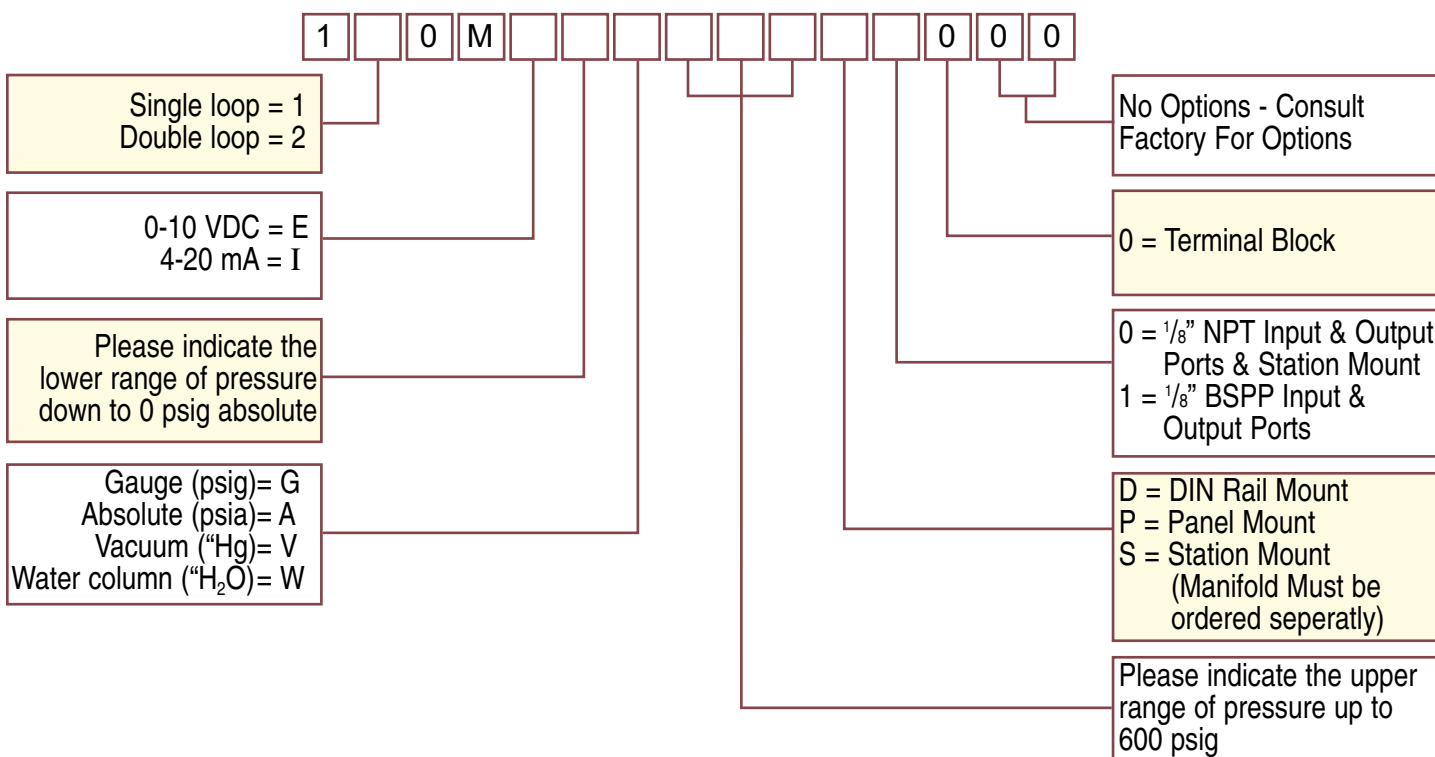 1 0 M 0 0 0
Single loop = 1
Double loop = 2
0-10 VDC = E
4-20 mA = I
Please indicate the
lower range of pressure
down to 0 psig absolute
Gauge (psig)= G
Absolute (psia)= A
Vacuum (“Hg)= V
Water column (“H₂O)= W
No Options - Consult
Factory For Options
0 = Terminal Block
0 = 1/8” NPT Input & Output
Ports & Station Mount
1 = 1/8” BSPP Input &
Output Ports
D = DIN Rail Mount
P = Panel Mount
S = Station Mount
(Manifold Must be
ordered seperatly)
Please indicate the upper
range of pressure up to
600 psig